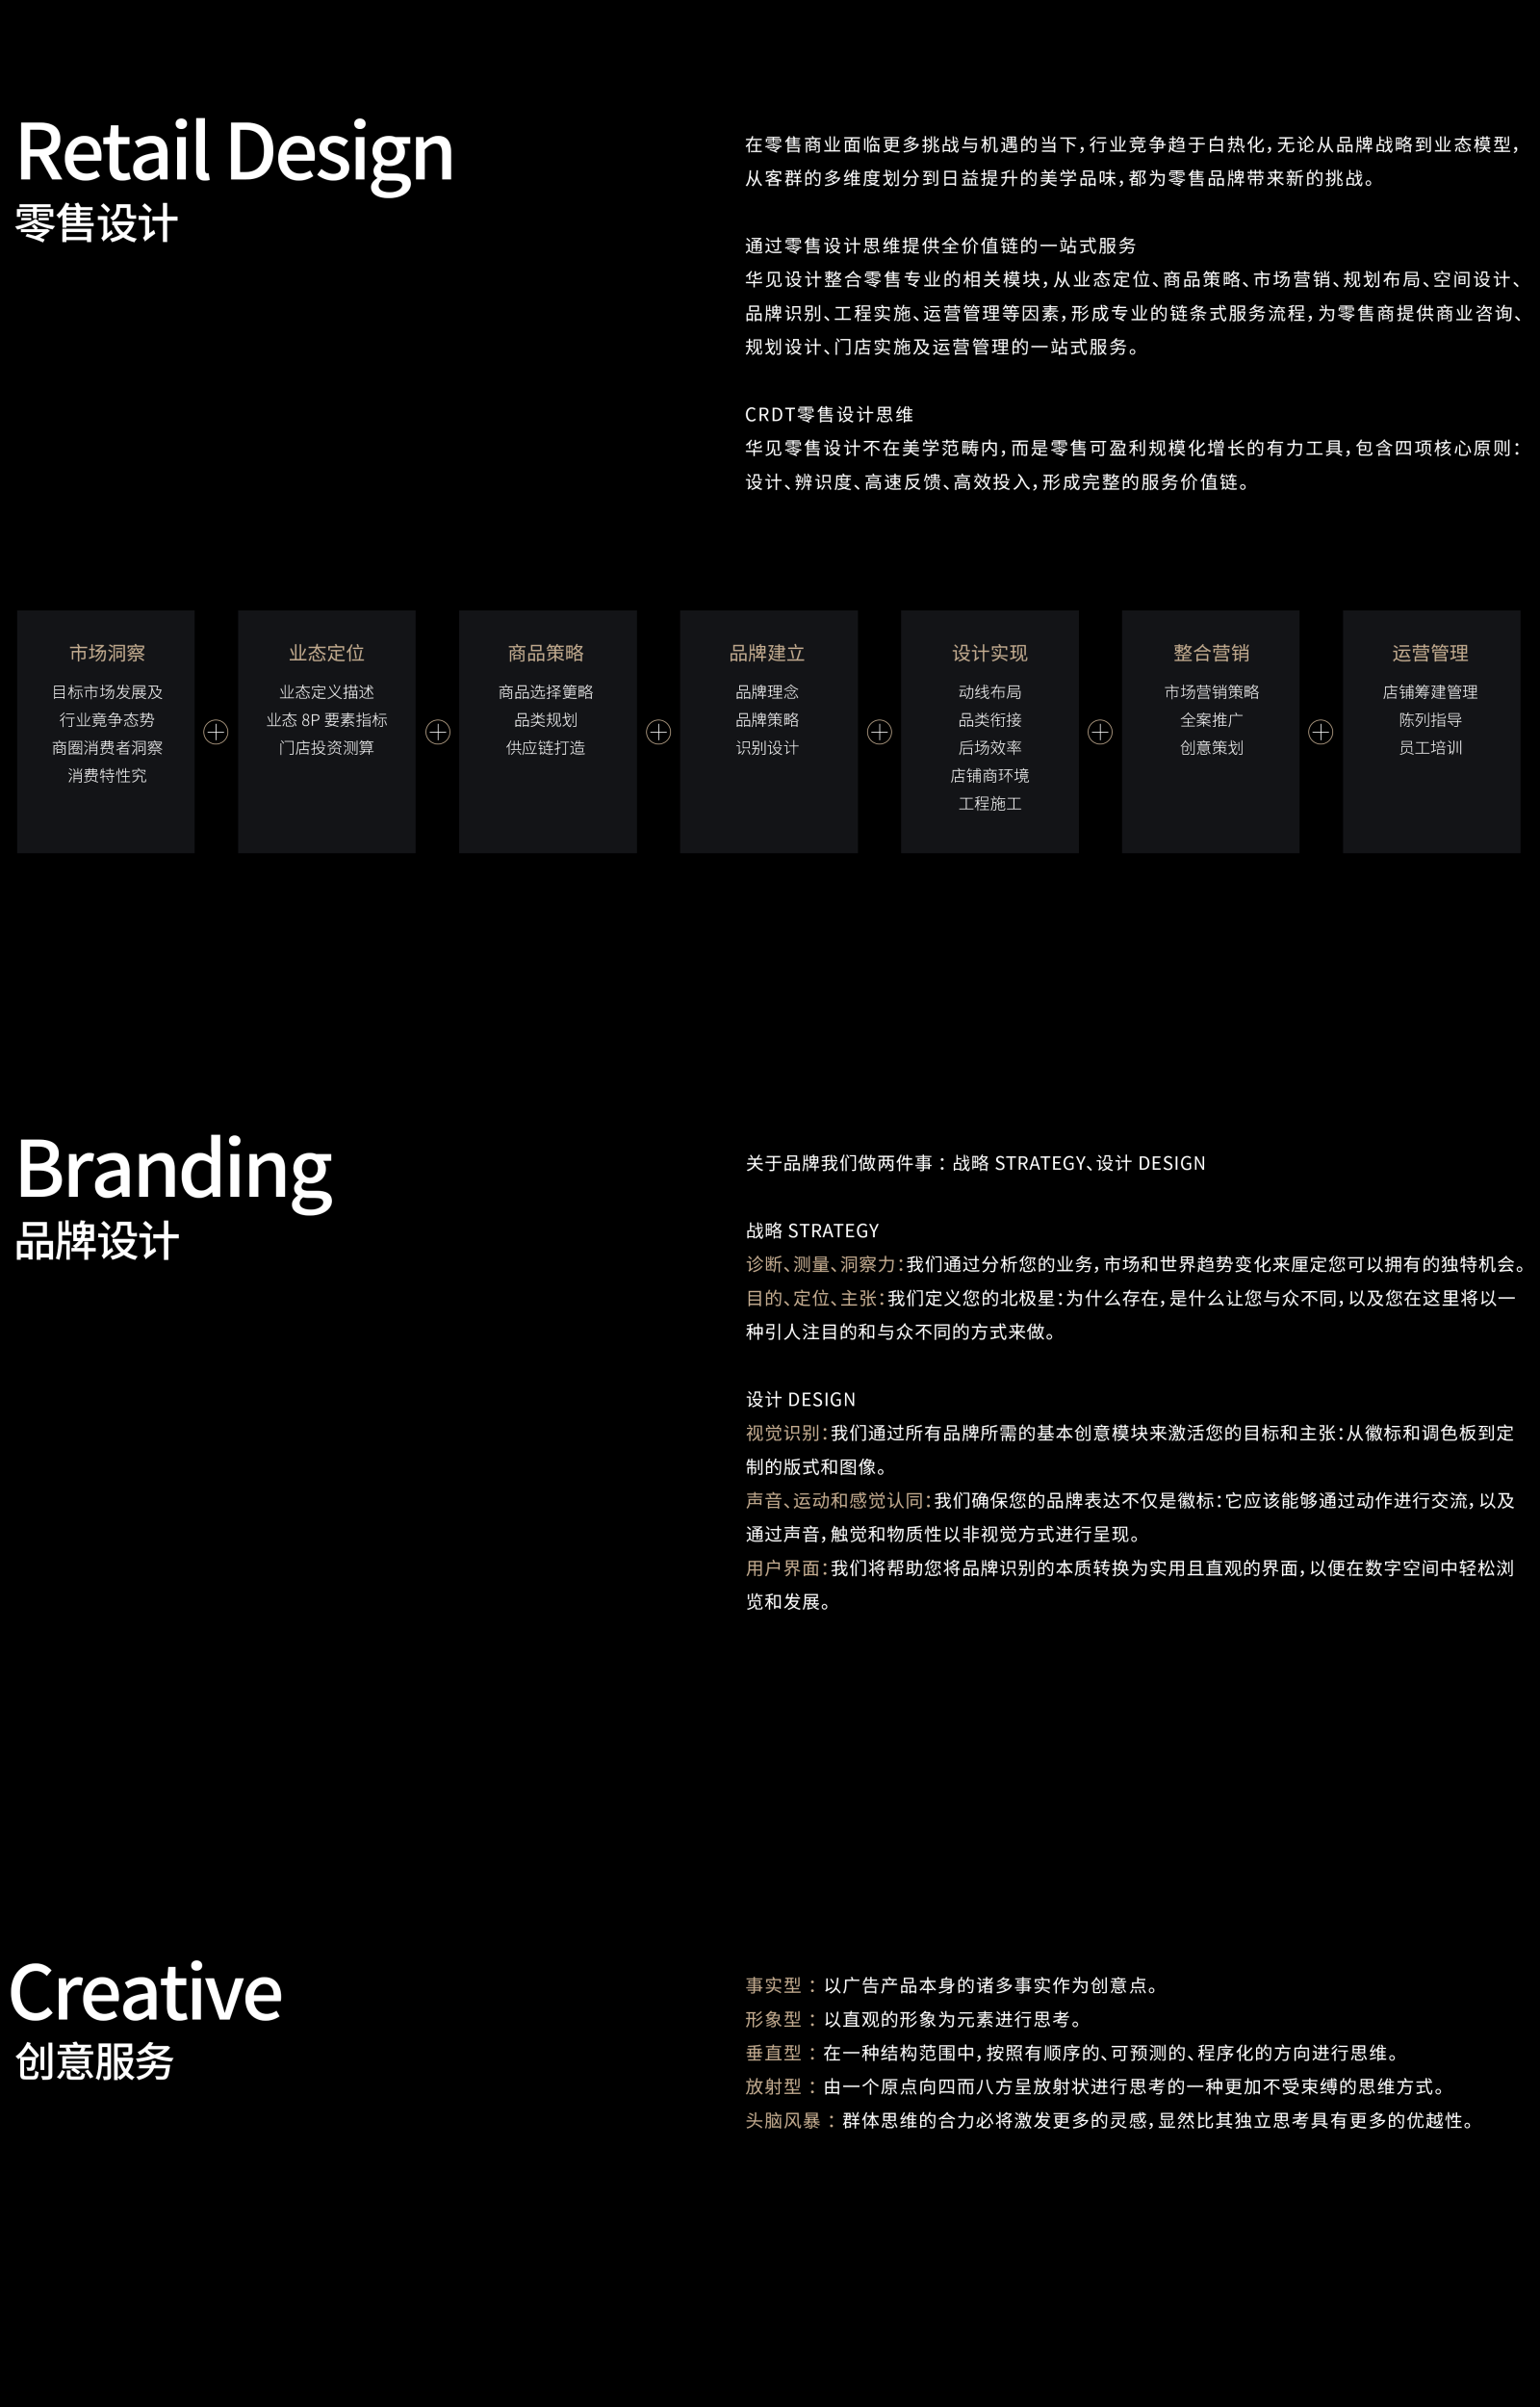 Retail Design
零售设计
在零售商业面临更多挑战与机遇的当下，行业竞争趋于白热化，无论从品牌战略到业态模型，
从客群的多维度划分到日益提升的美学品味，都为零售品牌带来新的挑战。
通过零售设计思维提供全价值链的一站式服务
华见设计整合零售专业的相关模块，从业态定位、商品策略、市场营销、规划布局、空间设计、
品牌识别、工程实施、运营管理等因素，形成专业的链条式服务流程，为零售商提供商业咨询、
规划设计、门店实施及运营管理的一站式服务。
CRDT零售设计思维
华见零售设计不在美学范畴内，而是零售可盈利规模化增长的有力工具，包含四项核心原则：
设计、辨识度、高速反馈、高效投入，形成完整的服务价值链。
市场洞察
目标市场发展及
行业竟争态势
商圈消费者洞察
消费特性究
业态定位
业态定义描述
业态 8P 要素指标
门店投资测算
商品策略
商品选择箽略
品类规划
供应链打造
品牌建立
品牌理念
品牌策略
识别设计
设计实现
动线布局
品类衔接
后场效率
店铺商环境
工程施工
整合营销
市场营销策略
全案推广
创意策划
运营管理
店铺筹建管理
陈列指导
员工培训
Branding
品牌设计
关于品牌我们做两件事 ：战略 STRATEGY、设计 DESIGN
战略 STRATEGY
诊断、测量、洞察力：我们通过分析您的业务，市场和世界趋势变化来厘定您可以拥有的独特机会。
目的、定位、主张：我们定义您的北极星：为什么存在，是什么让您与众不同，以及您在这里将以一
种引人注目的和与众不同的方式来做。
设计 DESIGN
视觉识别：我们通过所有品牌所需的基本创意模块来激活您的目标和主张：从徽标和调色板到定
制的版式和图像。
声音、运动和感觉认同：我们确保您的品牌表达不仅是徽标：它应该能够通过动作进行交流，以及
通过声音，触觉和物质性以非视觉方式进行呈现。
用户界面：我们将帮助您将品牌识别的本质转换为实用且直观的界面，以便在数字空间中轻松浏
览和发展。
Creative
创意服务
事实型 ：以广告产品本身的诸多事实作为创意点。
形象型 ：以直观的形象为元素进行思考。
垂直型 ：在一种结构范围中，按照有顺序的、可预测的、程序化的方向进行思维。
放射型 ：由一个原点向四而八方呈放射状进行思考的一种更加不受束缚的思维方式。
头脑风暴 ：群体思维的合力必将激发更多的灵感，显然比其独立思考具有更多的优越性。